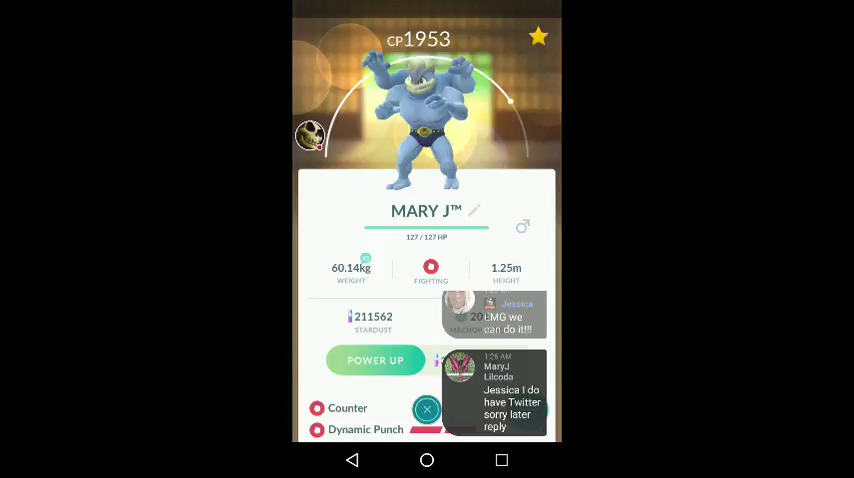 CP1953
MARY J™
127 / 127 HP
XS
60.14kg
1.25m
WEIGHT
FIGHTING
HEIGHT
Jessica
OMG we
can do it!!!
211562
STARDUST
POWER UP
1:26 AM
MaryJ
Lilcoda
Jessica I do
have Twitter
sorry later
reply
Counter
Dynamic Punch